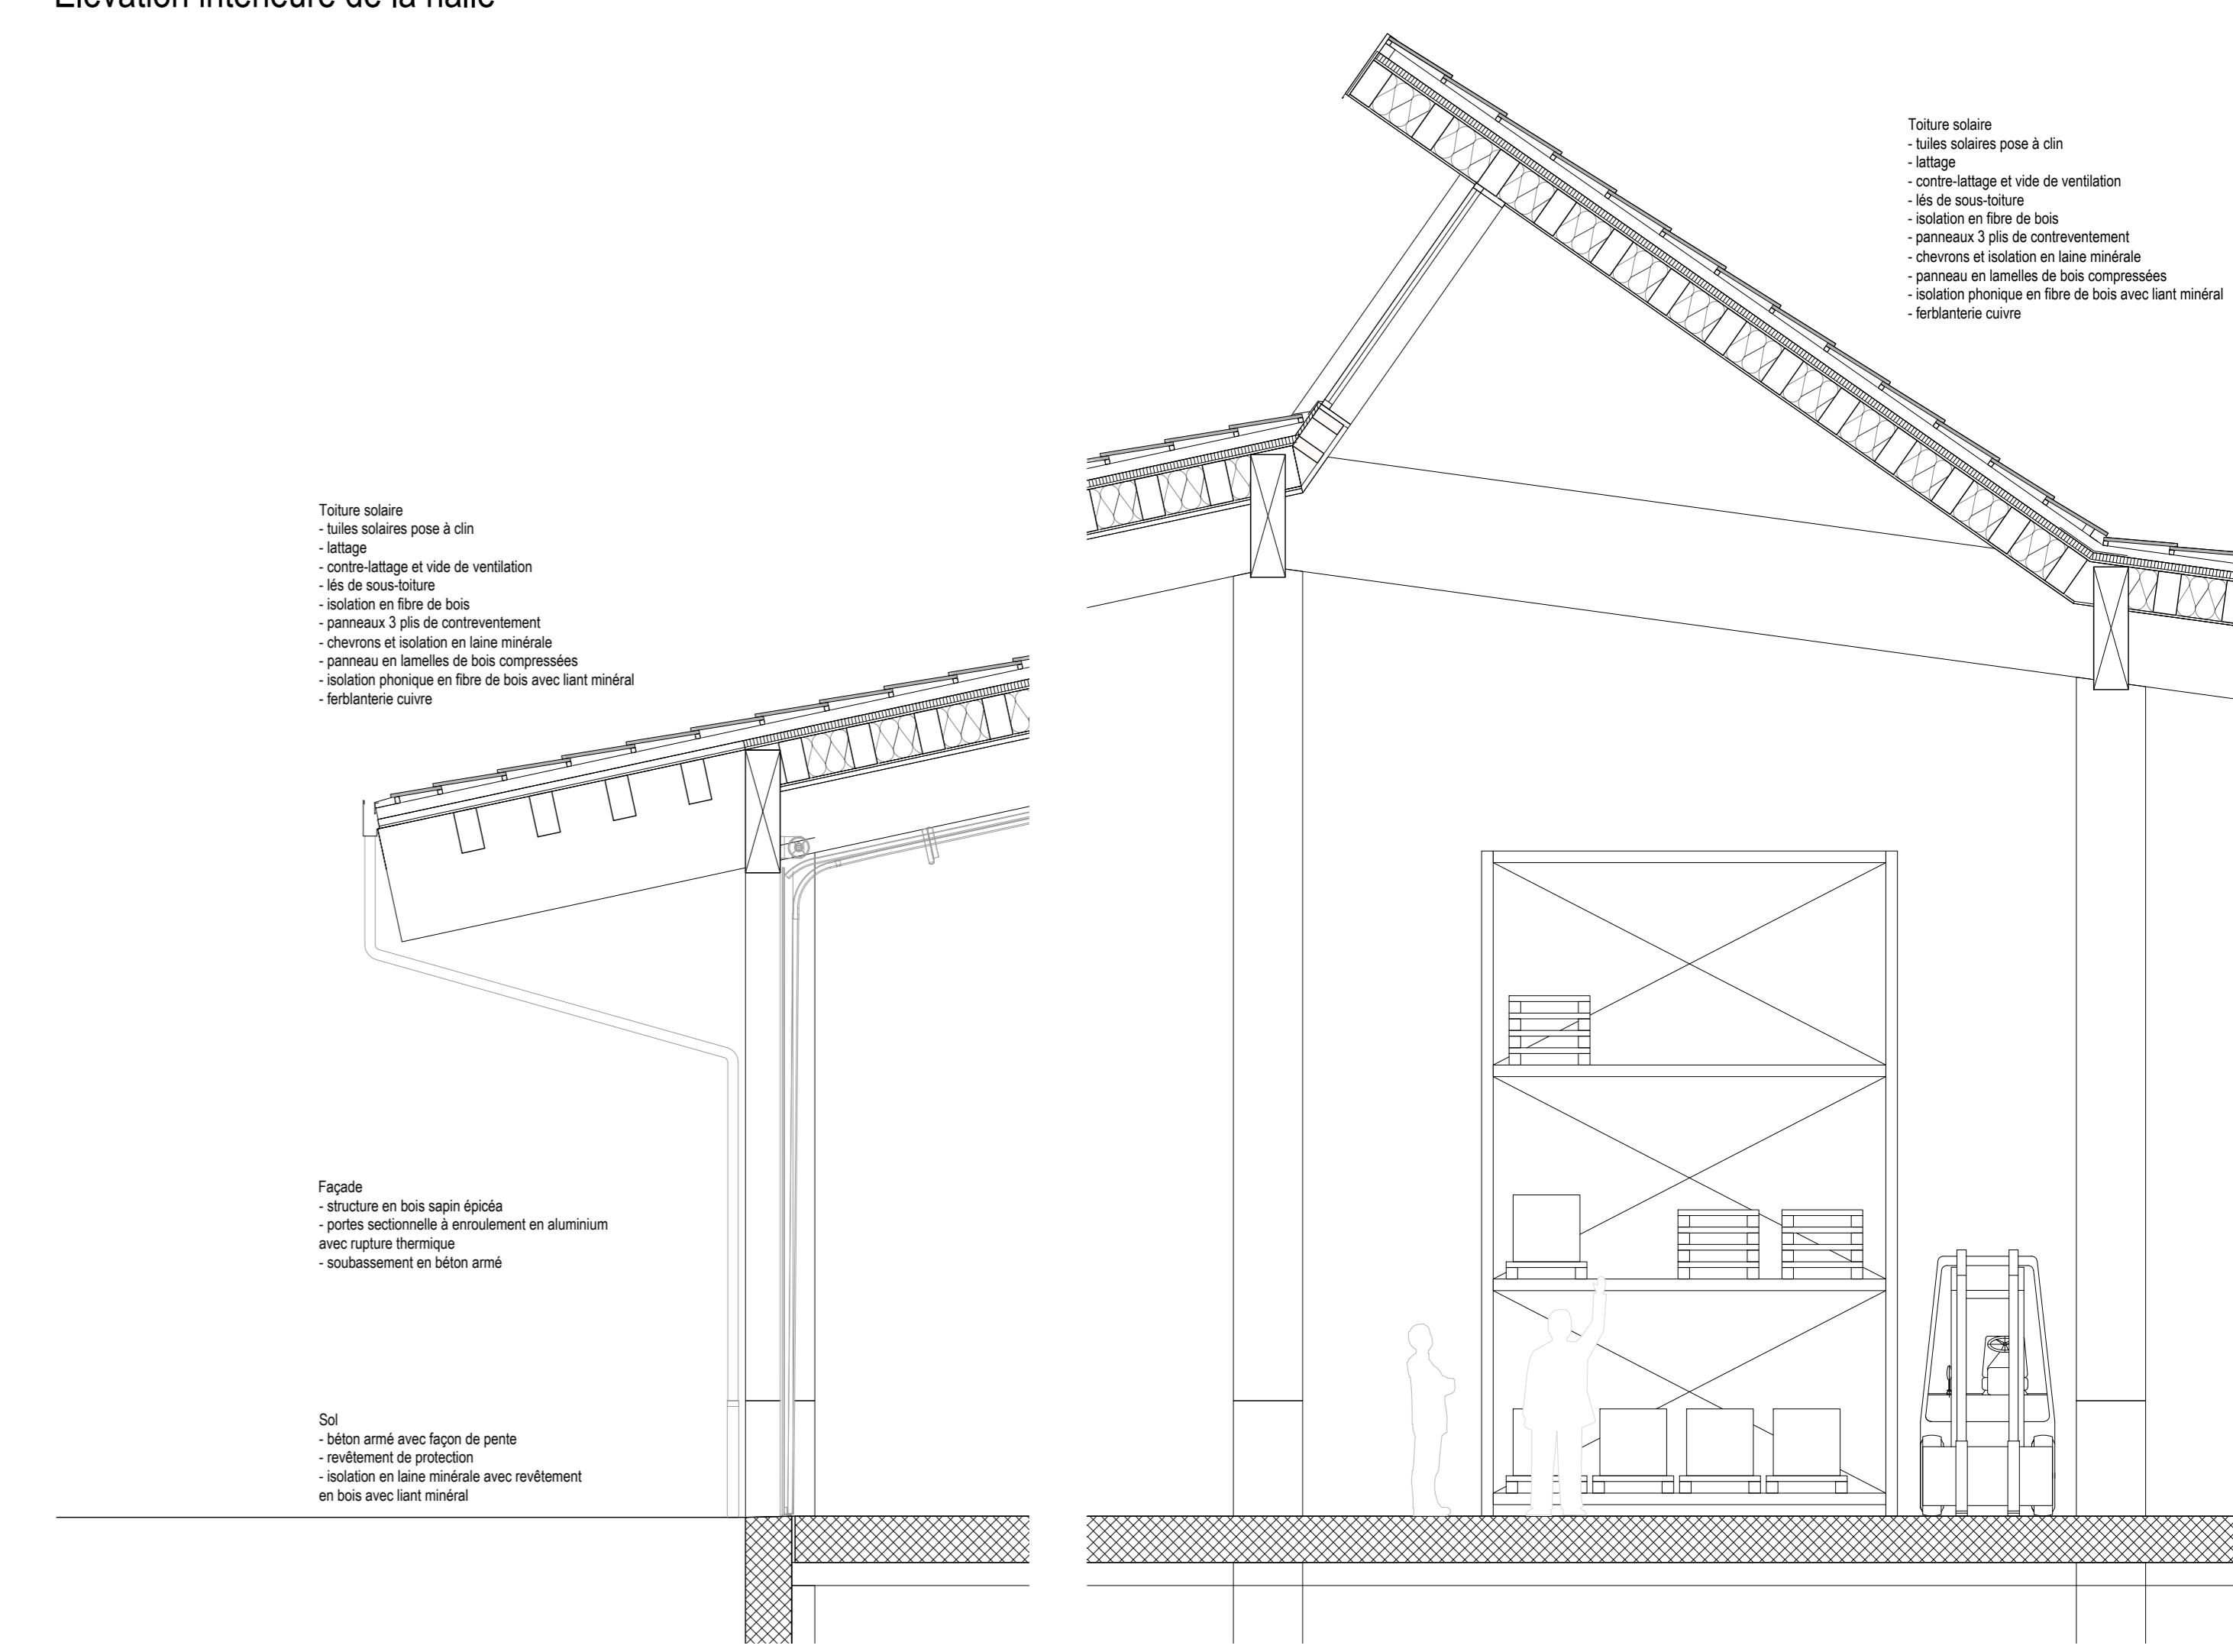 Elévation intérieure de la halle
Toiture solaire
- tuiles solaires pose à clin
- lattage
- contre-lattage et vide de ventilation
- lés de sous-toiture
- isolation en fibre de bois
- panneaux 3 plis de contreventement
- chevrons et isolation en laine minérale
- panneau en lamelles de bois compressées
- isolation phonique en fibre de bois avec liant minéral
- ferblanterie cuivre
Toiture solaire
- tuiles solaires pose à clin
- lattage
- contre-lattage et vide de ventilation
- lés de sous-toiture
- isolation en fibre de bois
- panneaux 3 plis de contreventement
- chevrons et isolation en laine minérale
- panneau en lamelles de bois compressées
- isolation phonique en fibre de bois avec liant minéral
- ferblanterie cuivre
Façade
- structure en bois sapin épicéa
- portes sectionnelle à enroulement en aluminium
avec rupture thermique
- soubassement en béton armé
Sol
- béton armé avec façon de pente
- revêtement de protection
- isolation en laine minérale avec revêtement
en bois avec liant minéral